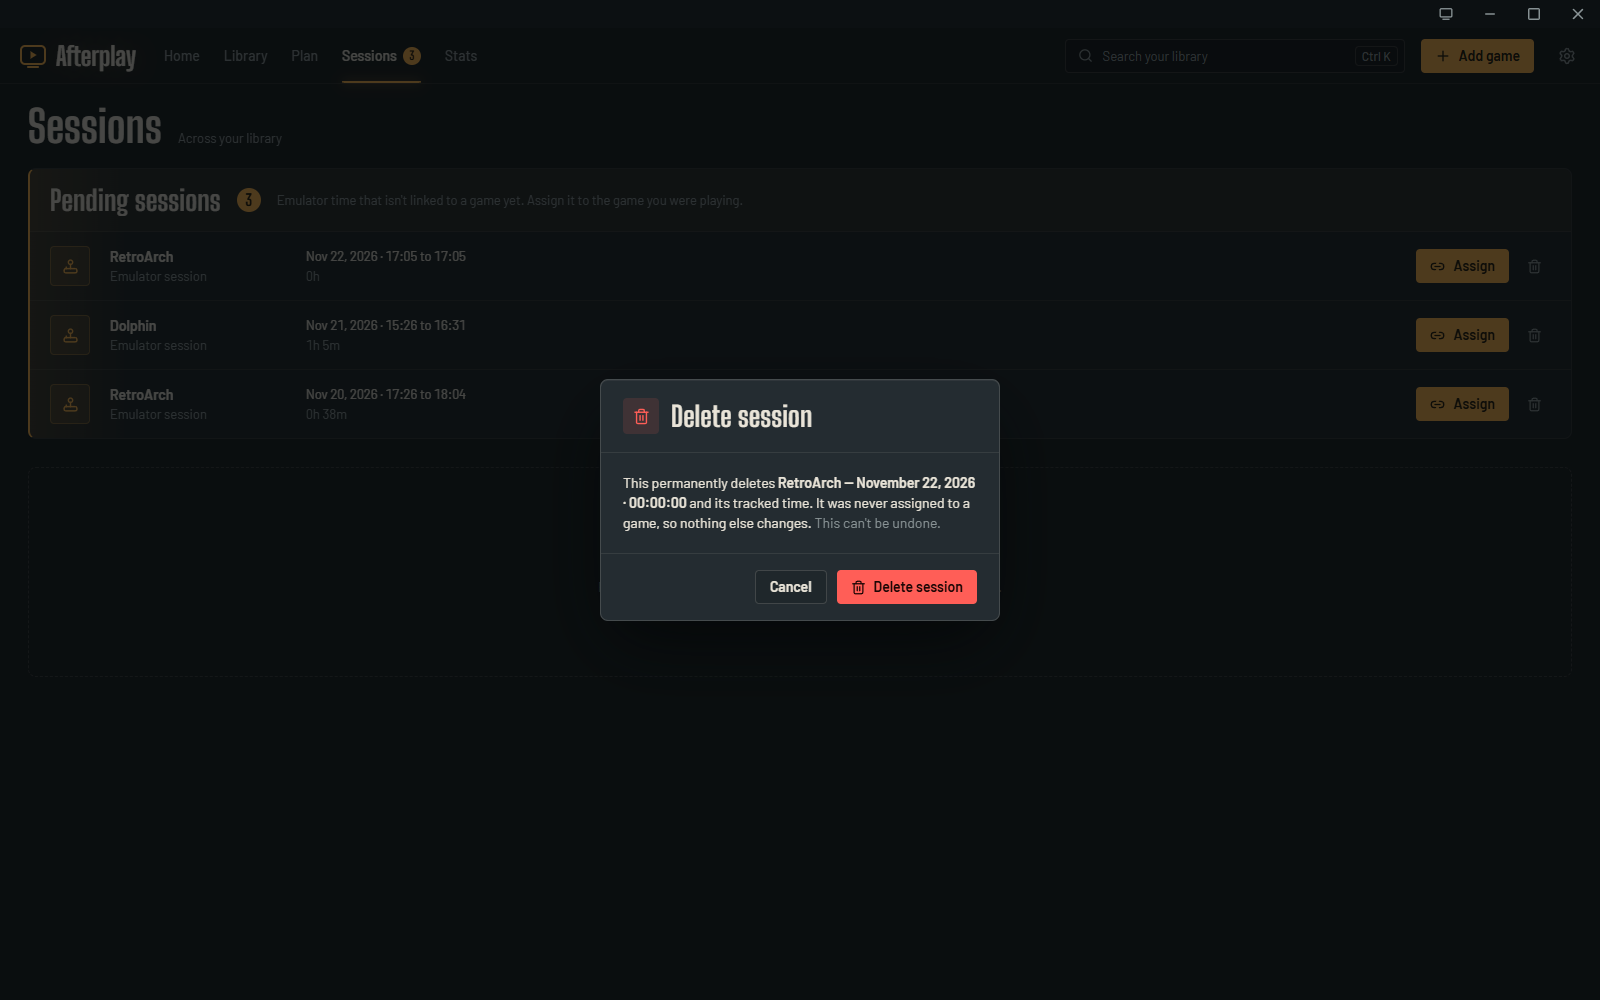 Afterplay
Home
Library
Plan
Sessions 3
Stats
Search your library
Ctrl K
Add game
Sessions
Across your library
Pending sessions 3
Emulator time that isn't linked to a game yet. Assign it to the game you were playing.
RetroArch
Emulator session
Nov 22, 2026 · 17:05 to 17:05
0h
Assign
Dolphin
Emulator session
Nov 21, 2026 · 15:26 to 16:31
1h 5m
Assign
RetroArch
Emulator session
Nov 20, 2026 · 17:26 to 18:04
0h 38m
Assign
Delete session
This permanently deletes RetroArch — November 22, 2026
· 00:00:00 and its tracked time. It was never assigned to a
game, so nothing else changes. This can't be undone.
Cancel
Delete session